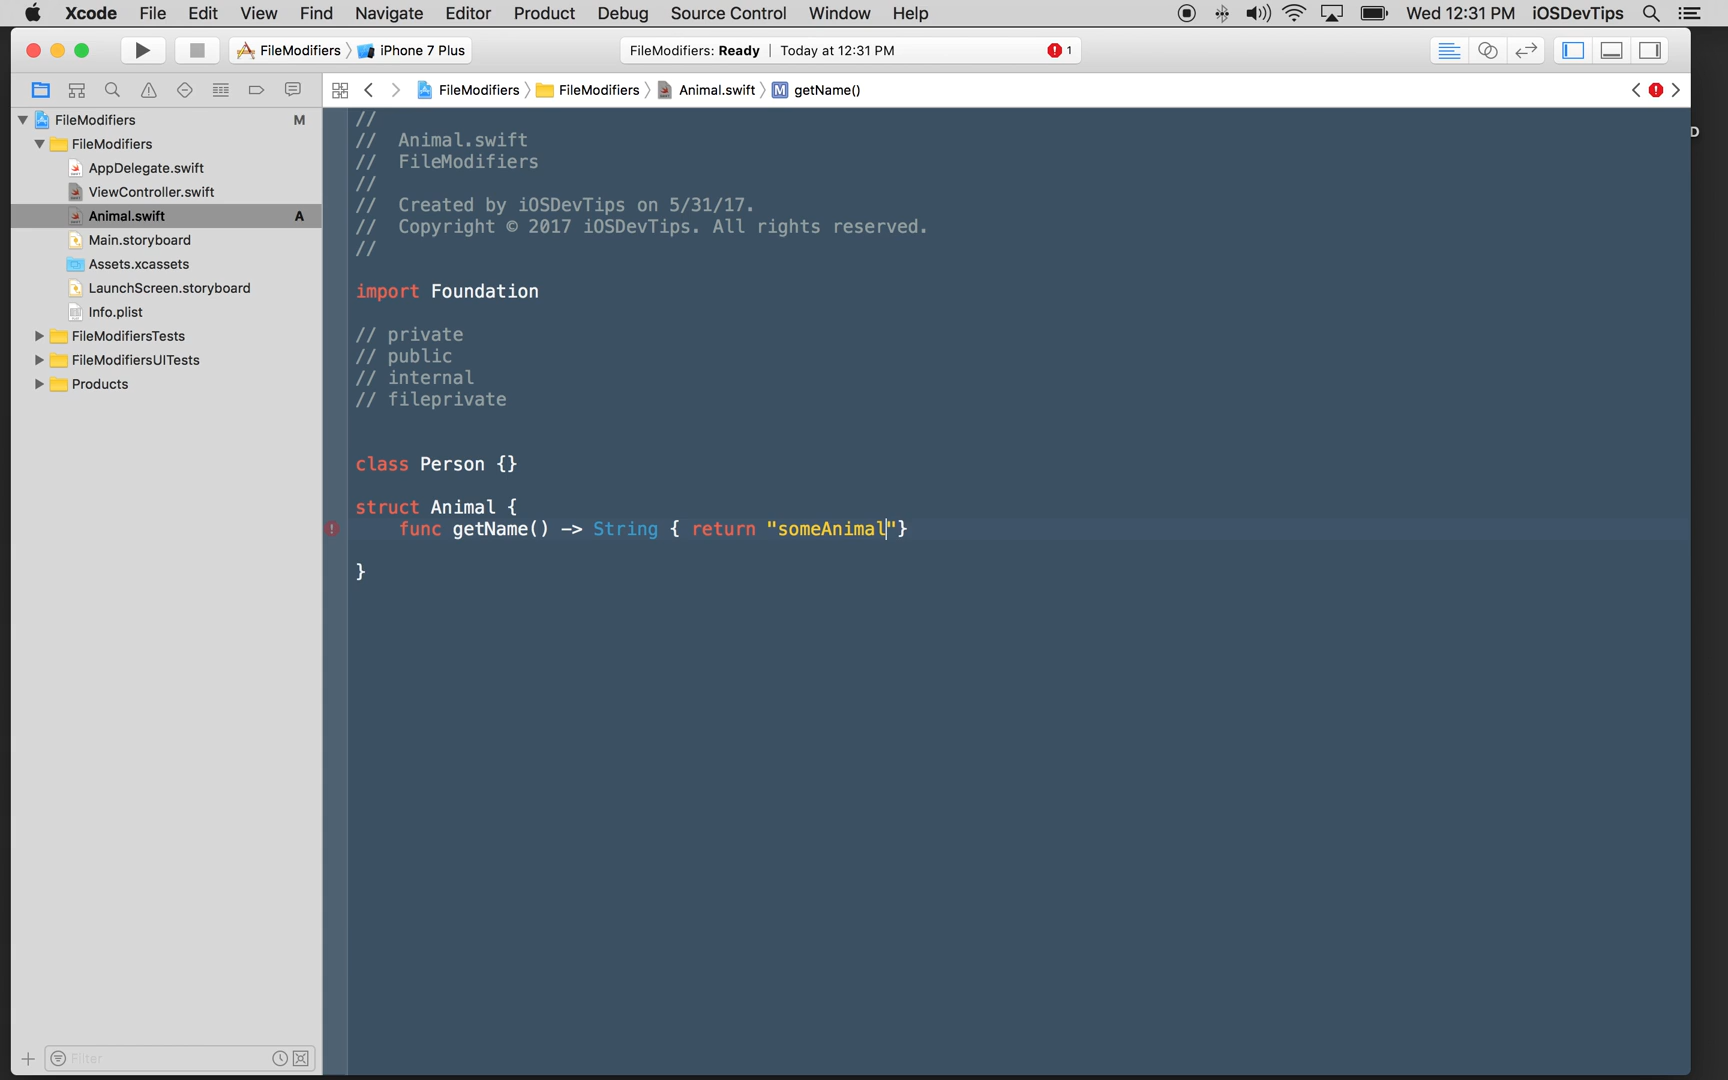 Xcode File Edit View Find Navigate Editor Product Debug Source Control Window Help Wed 12:31 PM iOSDevTips
FileModifiers iPhone 7 Plus FileModifiers: Ready | Today at 12:31 PM 1
FileModifiers FileModifiers Animal.swift M getName()
FileModifiers M
FileModifiers
AppDelegate.swift
ViewController.swift
Animal.swift A
Main.storyboard
Assets.xcassets
LaunchScreen.storyboard
Info.plist
FileModifiersTests
FileModifiersUITests
Products
Filter
//
// Animal.swift
// FileModifiers
//
// Created by iOSDevTips on 5/31/17.
// Copyright © 2017 iOSDevTips. All rights reserved.
//
import Foundation
// private
// public
// internal
// fileprivate
class Person {}
struct Animal {
func getName() -> String { return "someAnimal"}
}
D